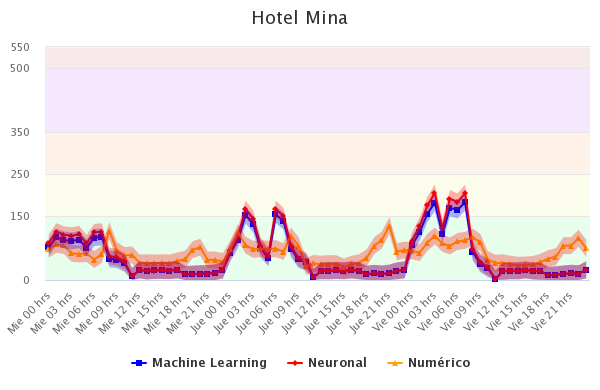 Hotel Mina
550
500
350
250
150
0
Mie 00 hrs
Mie 03 hrs
Mie 06 hrs
Mie 09 hrs
Mie 12 hrs
Mie 15 hrs
Mie 18 hrs
Mie 21 hrs
Jue 00 hrs
Jue 03 hrs
Jue 06 hrs
Jue 09 hrs
Jue 12 hrs
Jue 15 hrs
Jue 18 hrs
Jue 21 hrs
Vie 00 hrs
Vie 03 hrs
Vie 06 hrs
Vie 09 hrs
Vie 12 hrs
Vie 15 hrs
Vie 18 hrs
Vie 21 hrs
Machine Learning Neuronal Numérico